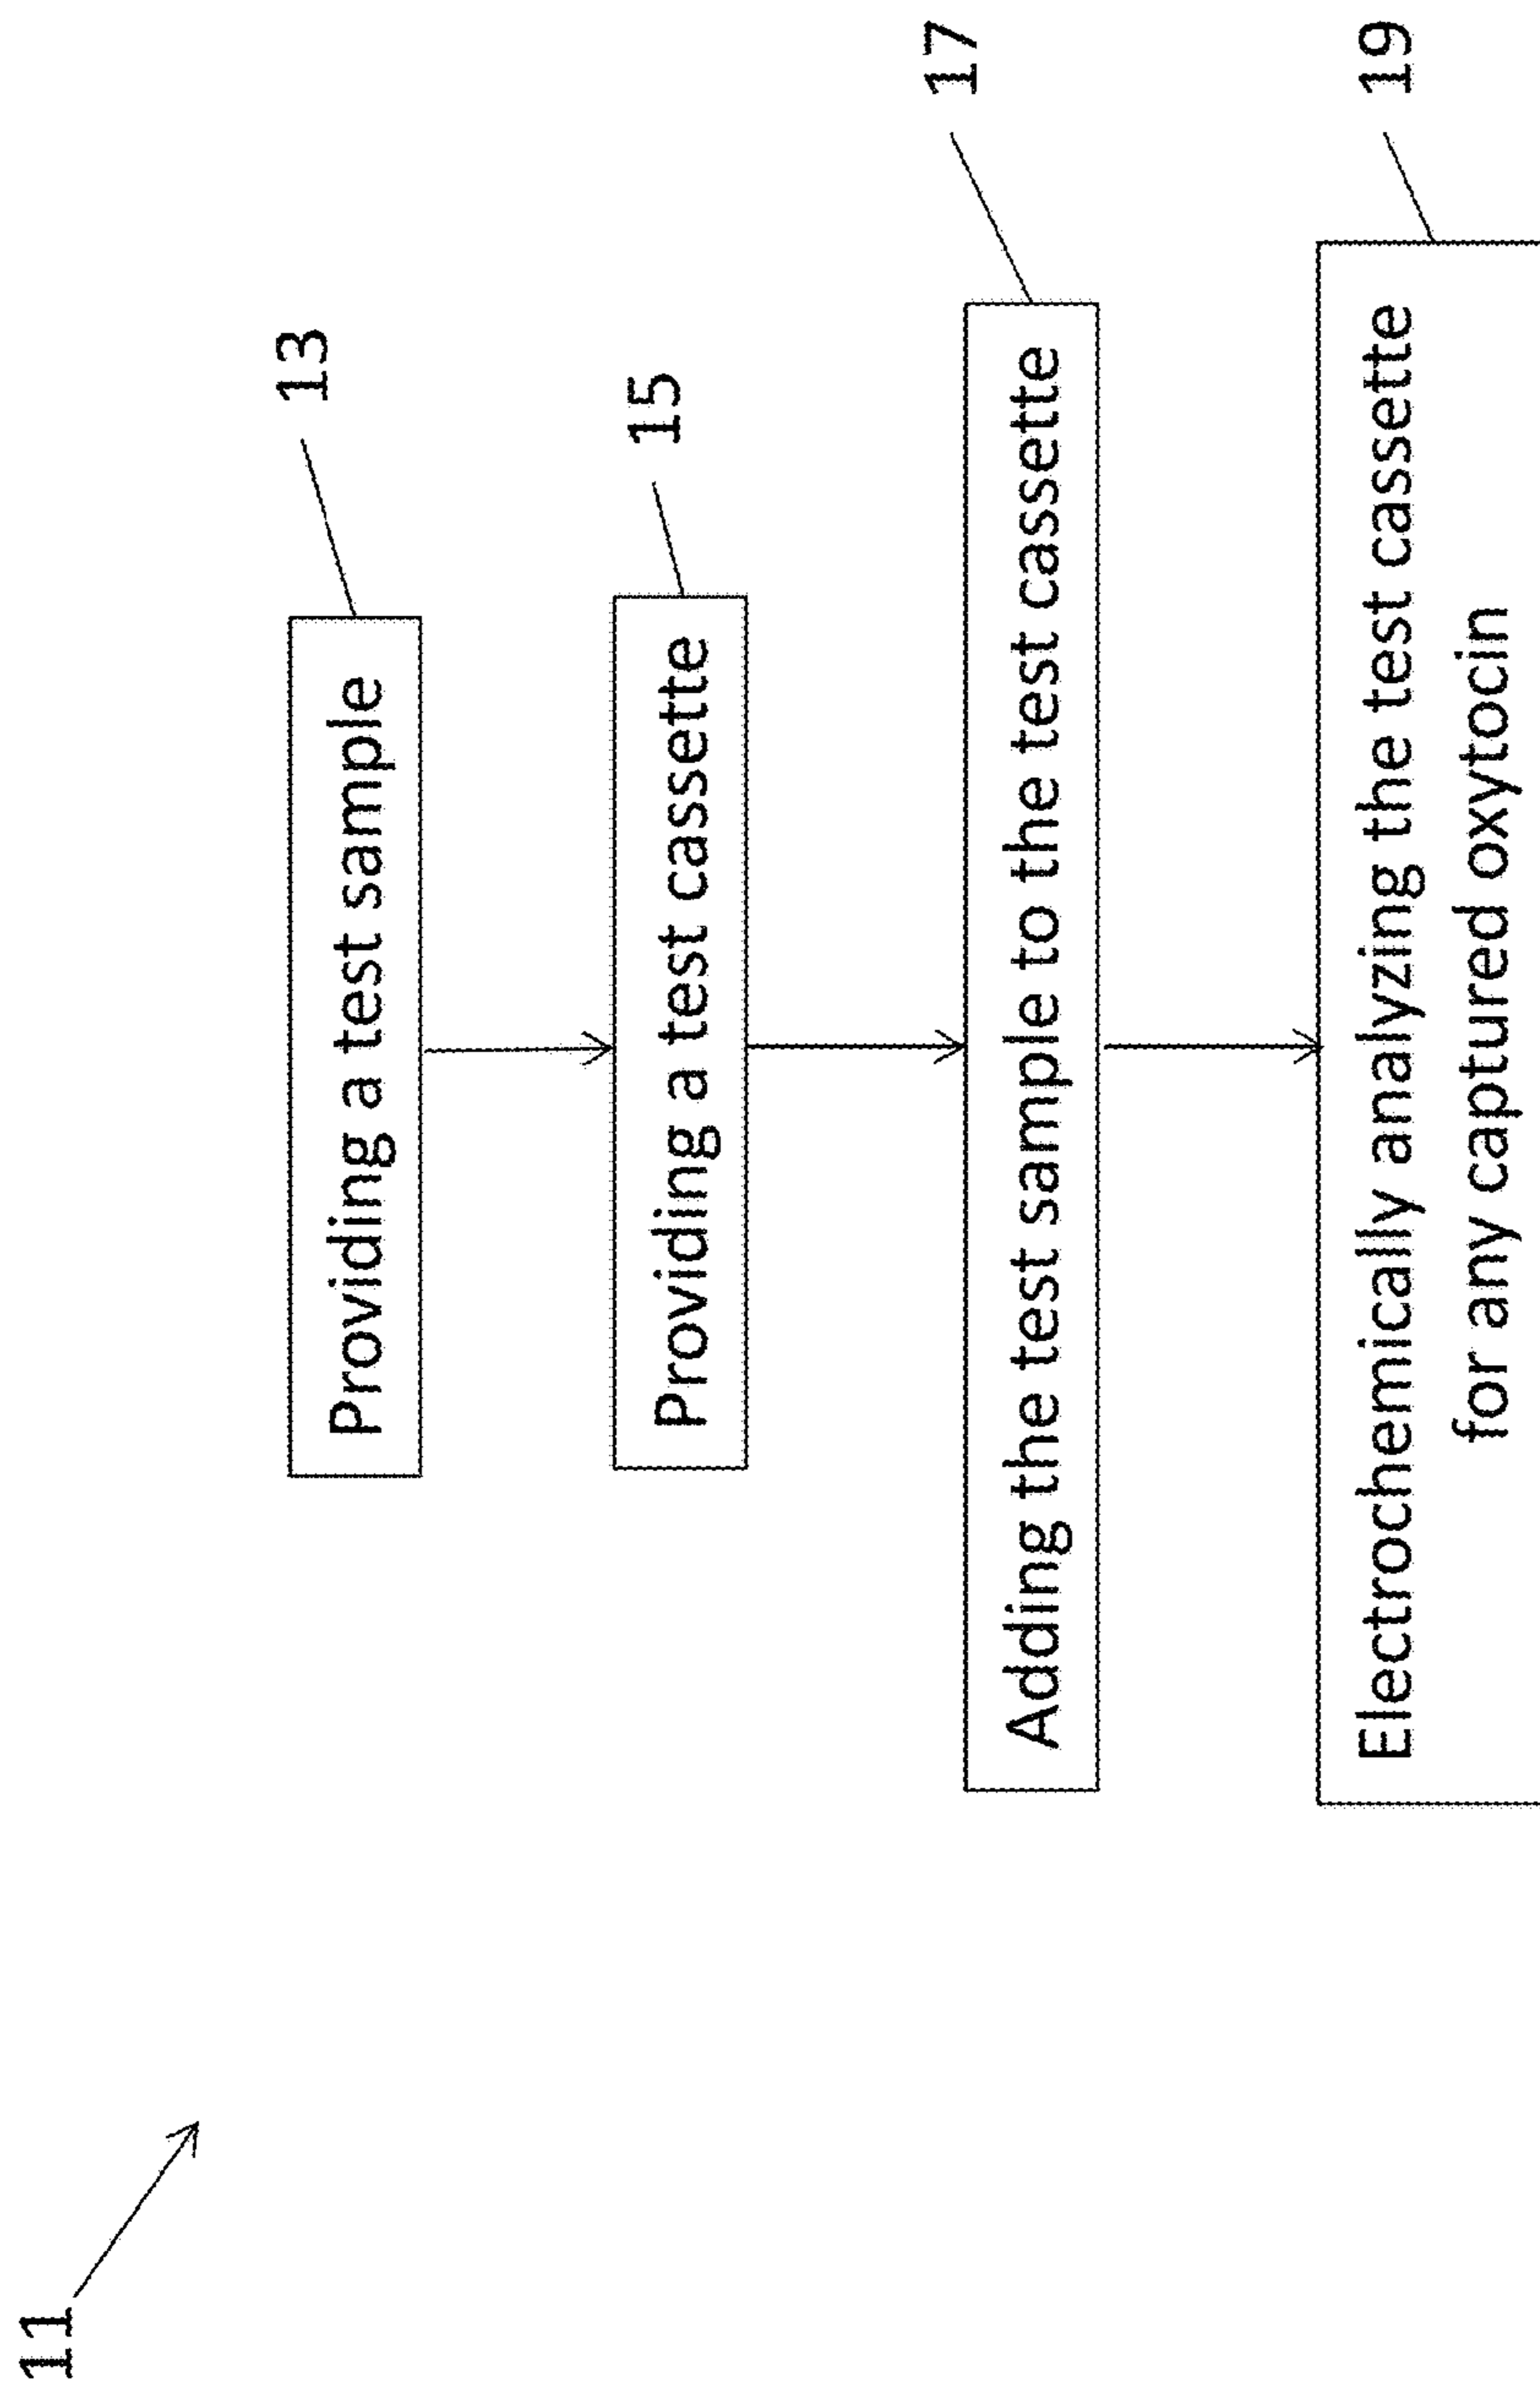 11
Providing a test sample
13
Providing a test cassette
15
Adding the test sample to the test cassette
17
Electrochemically analyzing the test cassette
for any captured oxytocin
19